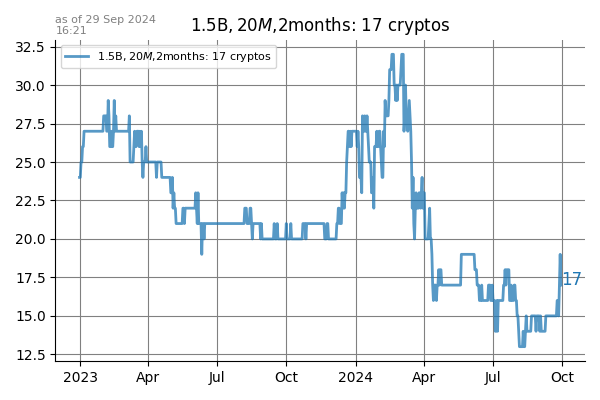 as of 29 Sep 2024
16:21
1.5B, 20M,2months: 17 cryptos
1.5B, 20M,2months: 17 cryptos
32.5
30.0
27.5
25.0
22.5
20.0
17.5
15.0
12.5
17
2023 Apr Jul Oct 2024 Apr Jul Oct